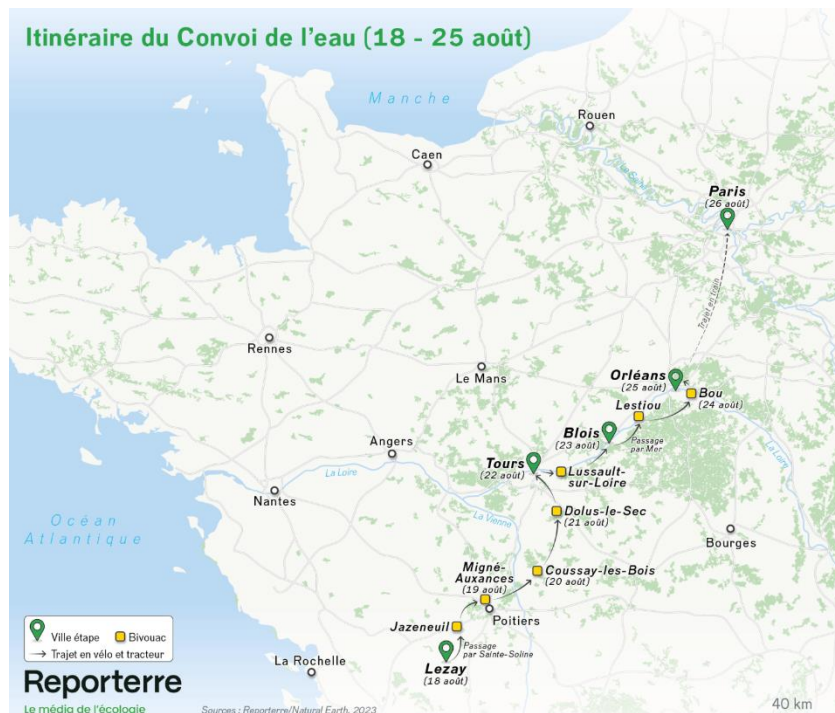 Itinéraire du Convoi de l'eau (18 - 25 août)
Manche
Rouen
Caen
La Seine
Paris
(26 août)
Trajet en train
Rennes
Le Mans
Orléans
(25 août)
Bou
(24 août)
Lestiou
Blois
(23 août)
Passage
par Mer
Angers
La Loire
Tours
(22 août)
Lussault-
sur-Loire
La Loire
Nantes
La Vienne
Dolus-le-Sec
(21 août)
Océan
Atlantique
Bourges
Migné-
Auxances
(19 août)
Coussay-les-Bois
(20 août)
Poitiers
Jazeneuil
Passage
par Sainte-Soline
Lezay
(18 août)
La Rochelle
Ville étape
Bivouac
Trajet en vélo et tracteur
Reporterre
Le média de l'écologie
Sources : Reporterre/Natural Earth, 2023
40 km